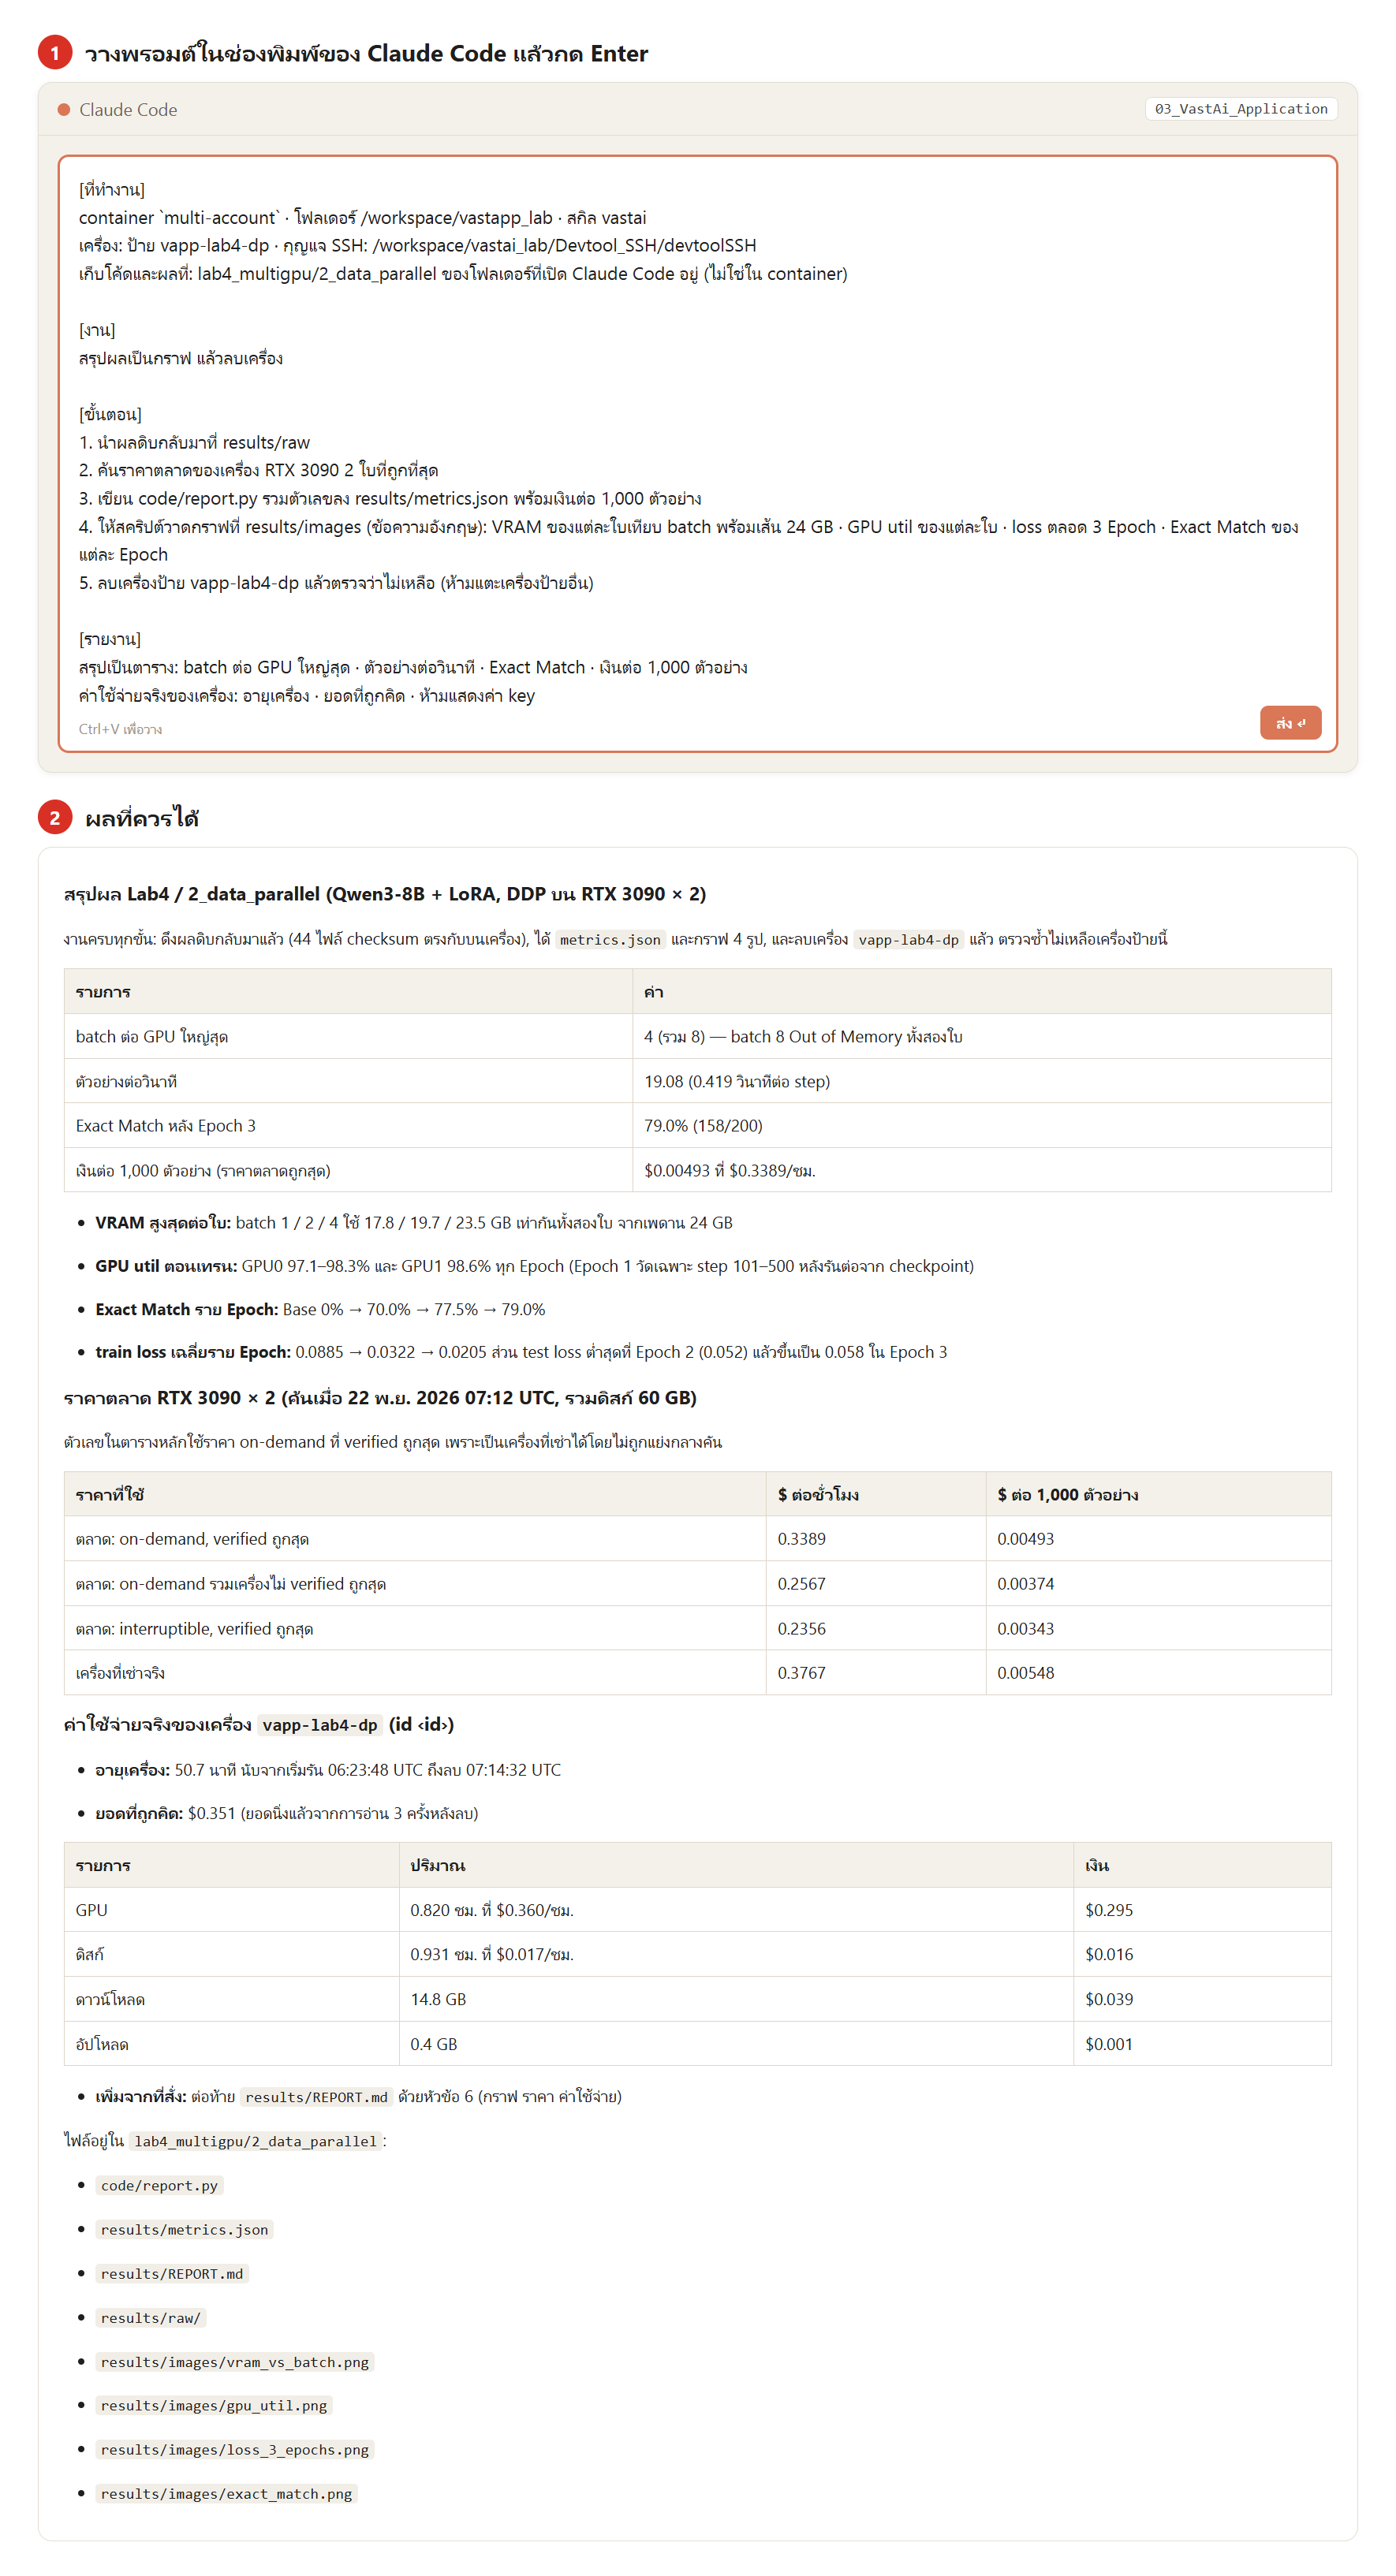 1 วางพรอมต์ในช่องพิมพ์ของ Claude Code แล้วกด Enter
Claude Code
03_VastAi_Application
[ที่ทำงาน]
container `multi-account` · โฟลเดอร์ /workspace/vastapp_lab · สกิล vastai
เครื่อง: ป้าย vapp-lab4-dp · กุญแจ SSH: /workspace/vastai_lab/Devtool_SSH/devtoolSSH
เก็บโค้ดและผลที่: lab4_multigpu/2_data_parallel ของโฟลเดอร์ที่เปิด Claude Code อยู่ (ไม่ใช่ใน container)
[งาน]
สรุปผลเป็นกราฟ แล้วลบเครื่อง
[ขั้นตอน]
1. นำผลดิบกลับมาที่ results/raw
2. ค้นราคาตลาดของเครื่อง RTX 3090 2 ใบที่ถูกที่สุด
3. เขียน code/report.py รวมตัวเลขลง results/metrics.json พร้อมเงินต่อ 1,000 ตัวอย่าง
4. ให้สคริปต์วาดกราฟที่ results/images (ข้อความอังกฤษ): VRAM ของแต่ละใบเทียบ batch พร้อมเส้น 24 GB · GPU util ของแต่ละใบ · loss ตลอด 3 Epoch · Exact Match ของ
แต่ละ Epoch
5. ลบเครื่องป้าย vapp-lab4-dp แล้วตรวจว่าไม่เหลือ (ห้ามแตะเครื่องป้ายอื่น)
[รายงาน]
สรุปเป็นตาราง: batch ต่อ GPU ใหญ่สุด · ตัวอย่างต่อวินาที · Exact Match · เงินต่อ 1,000 ตัวอย่าง
ค่าใช้จ่ายจริงของเครื่อง: อายุเครื่อง · ยอดที่ถูกคิด · ห้ามแสดงค่า key
Ctrl+V เพื่อวาง
ส่ง ↵
2 ผลที่ควรได้
สรุปผล Lab4 / 2_data_parallel (Qwen3-8B + LoRA, DDP บน RTX 3090 × 2)
งานครบทุกขั้น: ดึงผลดิบกลับมาแล้ว (44 ไฟล์ checksum ตรงกับบนเครื่อง), ได้ metrics.json และกราฟ 4 รูป, และลบเครื่อง vapp-lab4-dp แล้ว ตรวจซ้ำไม่เหลือเครื่องป้ายนี้
รายการ ค่า
batch ต่อ GPU ใหญ่สุด 4 (รวม 8) — batch 8 Out of Memory ทั้งสองใบ
ตัวอย่างต่อวินาที 19.08 (0.419 วินาทีต่อ step)
Exact Match หลัง Epoch 3 79.0% (158/200)
เงินต่อ 1,000 ตัวอย่าง (ราคาตลาดถูกสุด) $0.00493 ที่ $0.3389/ชม.
• VRAM สูงสุดต่อใบ: batch 1 / 2 / 4 ใช้ 17.8 / 19.7 / 23.5 GB เท่ากันทั้งสองใบ จากเพดาน 24 GB
• GPU util ตอนเทรน: GPU0 97.1–98.3% และ GPU1 98.6% ทุก Epoch (Epoch 1 วัดเฉพาะ step 101–500 หลังรันต่อจาก checkpoint)
• Exact Match ราย Epoch: Base 0% → 70.0% → 77.5% → 79.0%
• train loss เฉลี่ยราย Epoch: 0.0885 → 0.0322 → 0.0205 ส่วน test loss ต่ำสุดที่ Epoch 2 (0.052) แล้วขึ้นเป็น 0.058 ใน Epoch 3
ราคาตลาด RTX 3090 × 2 (ค้นเมื่อ 22 พ.ย. 2026 07:12 UTC, รวมดิสก์ 60 GB)
ตัวเลขในตารางหลักใช้ราคา on-demand ที่ verified ถูกสุด เพราะเป็นเครื่องที่เช่าได้โดยไม่ถูกแย่งกลางคัน
ราคาที่ใช้ $ ต่อชั่วโมง $ ต่อ 1,000 ตัวอย่าง
ตลาด: on-demand, verified ถูกสุด 0.3389 0.00493
ตลาด: on-demand รวมเครื่องไม่ verified ถูกสุด 0.2567 0.00374
ตลาด: interruptible, verified ถูกสุด 0.2356 0.00343
เครื่องที่เช่าจริง 0.3767 0.00548
ค่าใช้จ่ายจริงของเครื่อง vapp-lab4-dp (id ‹id›)
• อายุเครื่อง: 50.7 นาที นับจากเริ่มรัน 06:23:48 UTC ถึงลบ 07:14:32 UTC
• ยอดที่ถูกคิด: $0.351 (ยอดนิ่งแล้วจากการอ่าน 3 ครั้งหลังลบ)
รายการ ปริมาณ เงิน
GPU 0.820 ชม. ที่ $0.360/ชม. $0.295
ดิสก์ 0.931 ชม. ที่ $0.017/ชม. $0.016
ดาวน์โหลด 14.8 GB $0.039
อัปโหลด 0.4 GB $0.001
• เพิ่มจากที่สั่ง: ต่อท้าย results/REPORT.md ด้วยหัวข้อ 6 (กราฟ ราคา ค่าใช้จ่าย)
ไฟล์อยู่ใน lab4_multigpu/2_data_parallel:
• code/report.py
• results/metrics.json
• results/REPORT.md
• results/raw/
• results/images/vram_vs_batch.png
• results/images/gpu_util.png
• results/images/loss_3_epochs.png
• results/images/exact_match.png